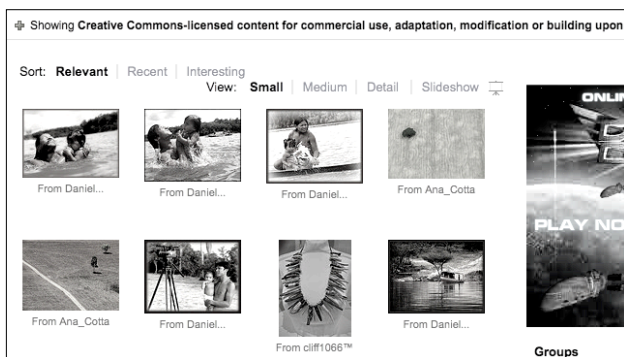 Showing Creative Commons-licensed content for commercial use, adaptation, modification or building upon
Sort: Relevant | Recent | Interesting
View: Small | Medium | Detail | Slideshow
From Daniel...
From Daniel...
From Daniel...
From Ana_Cotta
From Ana_Cotta
From Daniel...
From cliff1066™
From Daniel...
PLAY
Groups